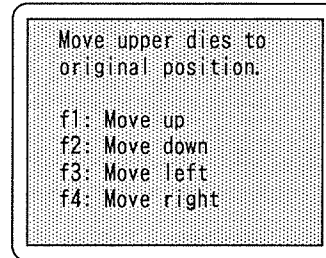 Move upper dies to
original position.
f1: Move up
f2: Move down
f3: Move left
f4: Move right